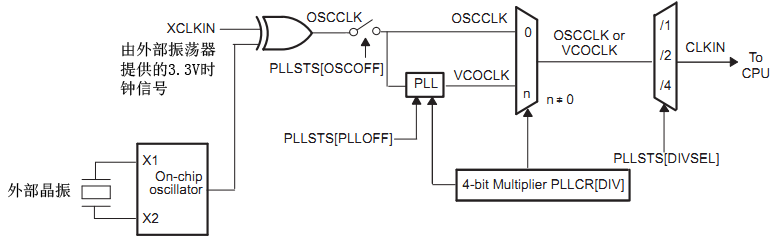 XCLKIN
OSCCLK
OSCCLK
由外部振荡器
提供的3.3V时
钟信号
PLLSTS[OSCOFF]
PLL
VCOCLK
0
n
n≠0
OSCCLK or
VCOCLK
/1
/2
/4
CLKIN
To
CPU
PLLSTS[PLLOFF]
PLLSTS[DIVSEL]
4-bit Multiplier PLLCR[DIV]
外部晶振
X1
On-chip
oscillator
X2